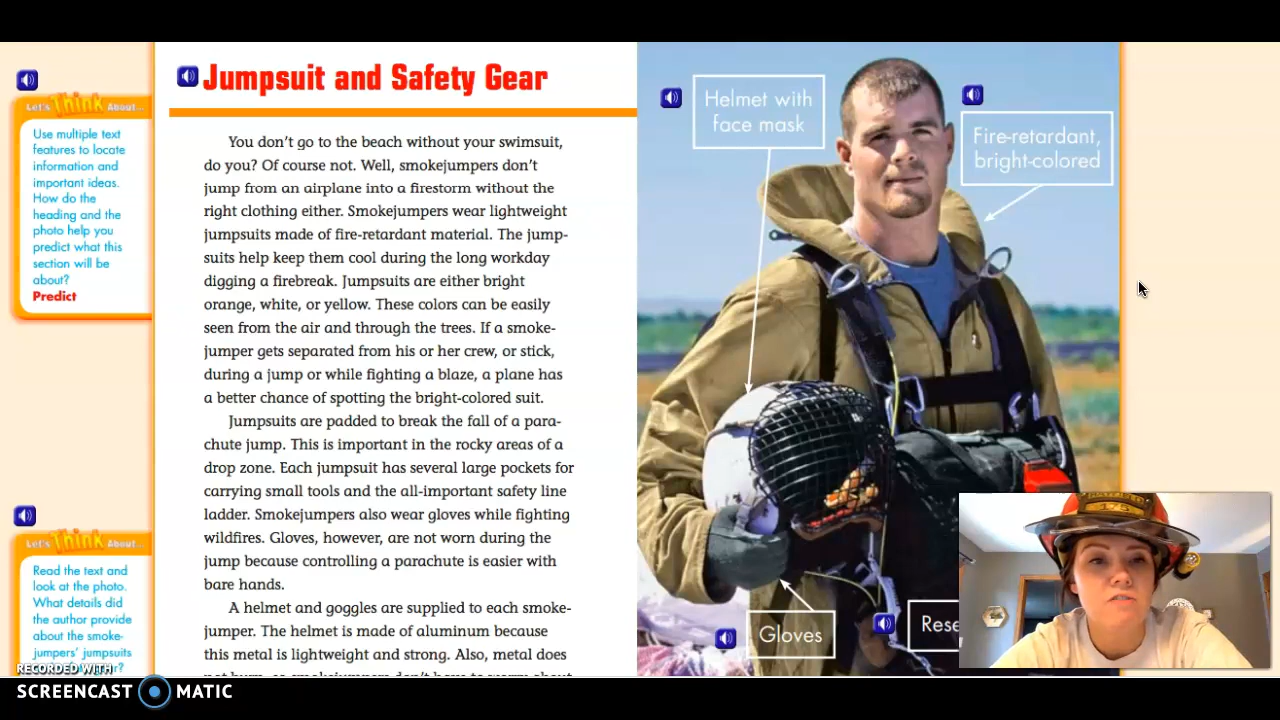 Jumpsuit and Safety Gear
Let's Think About...
Use multiple text
features to locate
information and
important ideas.
How do the
heading and the
photo help you
predict what this
section will be
about?
Predict
You don't go to the beach without your swimsuit,
do you? Of course not. Well, smokejumpers don't
jump from an airplane into a firestorm without the
right clothing either. Smokejumpers wear lightweight
jumpsuits made of fire-retardant material. The jump-
suits help keep them cool during the long workday
digging a firebreak. Jumpsuits are either bright
orange, white, or yellow. These colors can be easily
seen from the air and through the trees. If a smoke-
jumper gets separated from his or her crew, or stick,
during a jump or while fighting a blaze, a plane has
a better chance of spotting the bright-colored suit.
Jumpsuits are padded to break the fall of a para-
chute jump. This is important in the rocky areas of a
drop zone. Each jumpsuit has several large pockets for
carrying small tools and the all-important safety line
ladder. Smokejumpers also wear gloves while fighting
wildfires. Gloves, however, are not worn during the
jump because controlling a parachute is easier with
bare hands.
A helmet and goggles are supplied to each smoke-
jumper. The helmet is made of aluminum because
this metal is lightweight and strong. Also, metal does
Let's Think About...
Read the text and
look at the photo.
What details did
the author provide
about the smoke-
jumpers' jumpsuits
Helmet with
face mask
Fire-retardant,
bright-colored
Gloves
Rese
175
RECORDED WITH
SCREENCAST MATIC